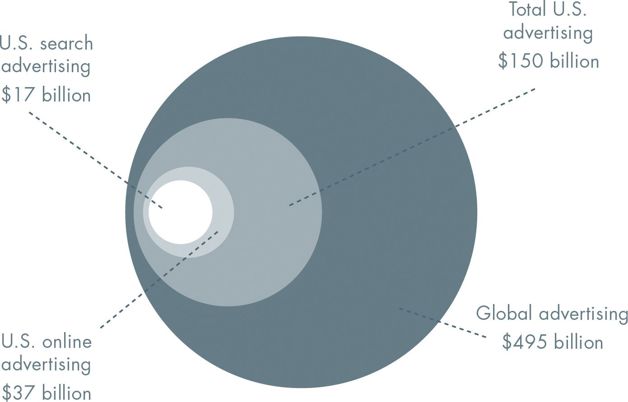 U.S. search
advertising
$17 billion
Total U.S.
advertising
$150 billion
U.S. online
advertising
$37 billion
Global advertising
$495 billion